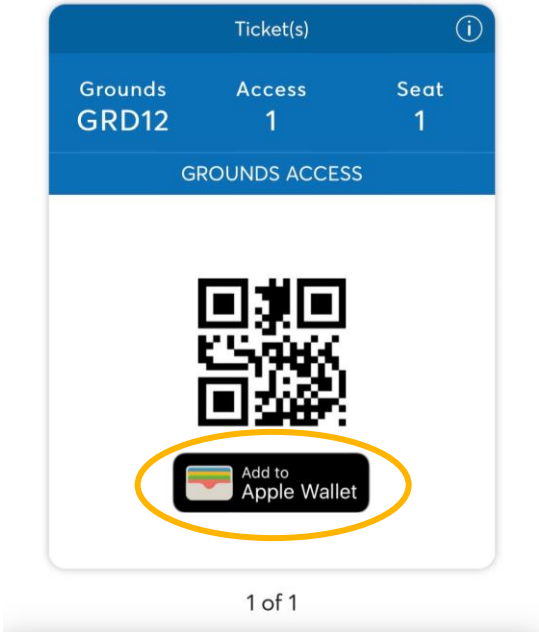 Ticket(s)
Grounds Access Seat
GRD12 1 1
GROUNDS ACCESS
Add to
Apple Wallet
1 of 1